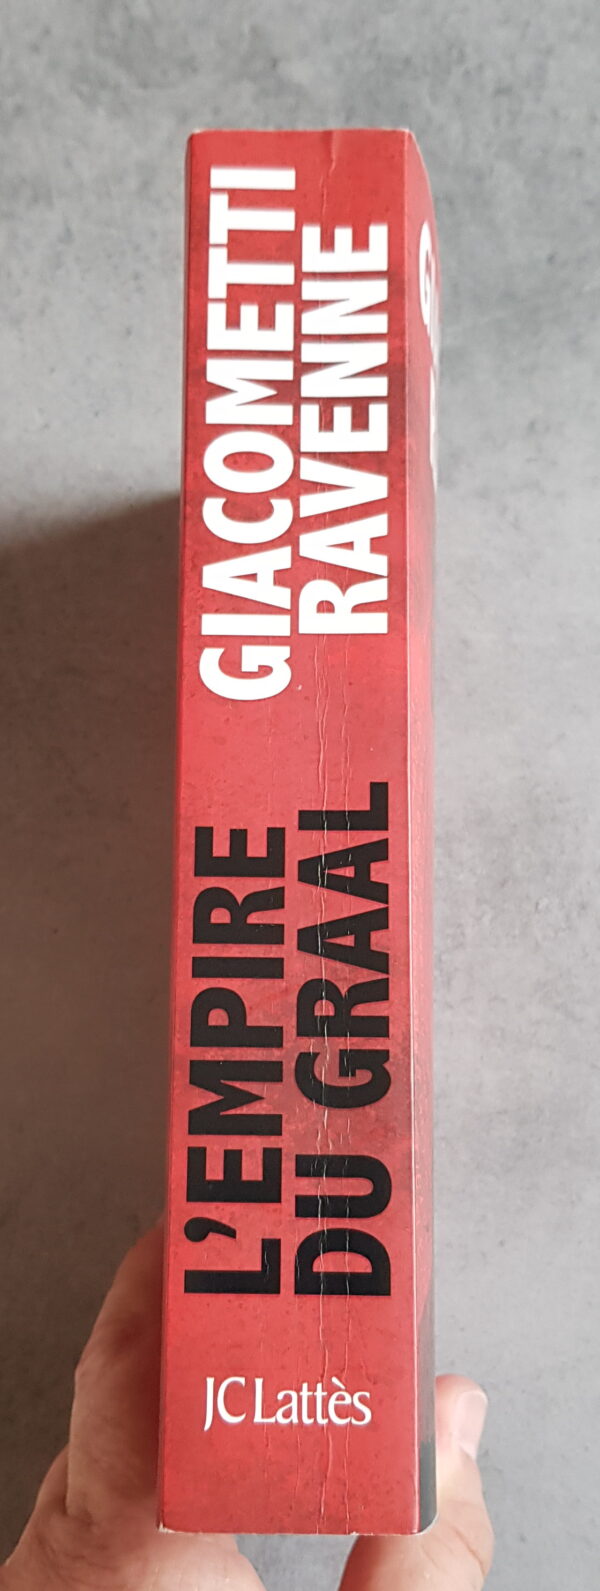 GIACOMETTI
RAVENNE
L'EMPIRE
DU GRAAL
JC Lattès